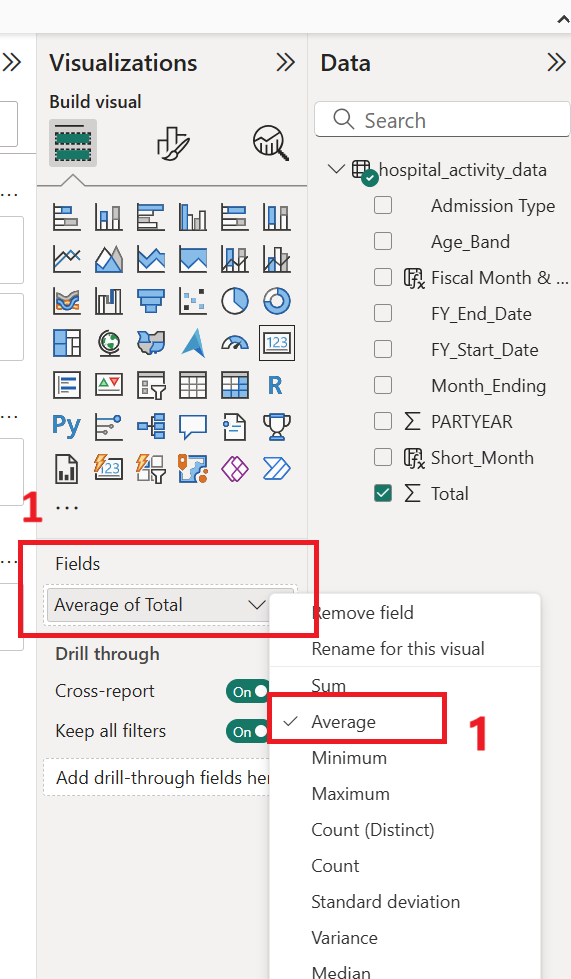 Visualizations
Data
Build visual
Search
hospital_activity_data
Admission Type
Age_Band
Fiscal Month & ...
FY_End_Date
FY_Start_Date
Month_Ending
PARTYEAR
Short_Month
Total
123
R
Py
123
...
1
Fields
Average of Total
Drill through
Cross-report
On
Keep all filters
On
Add drill-through fields her
Remove field
Rename for this visual
Sum
Average
1
Minimum
Maximum
Count (Distinct)
Count
Standard deviation
Variance
Median